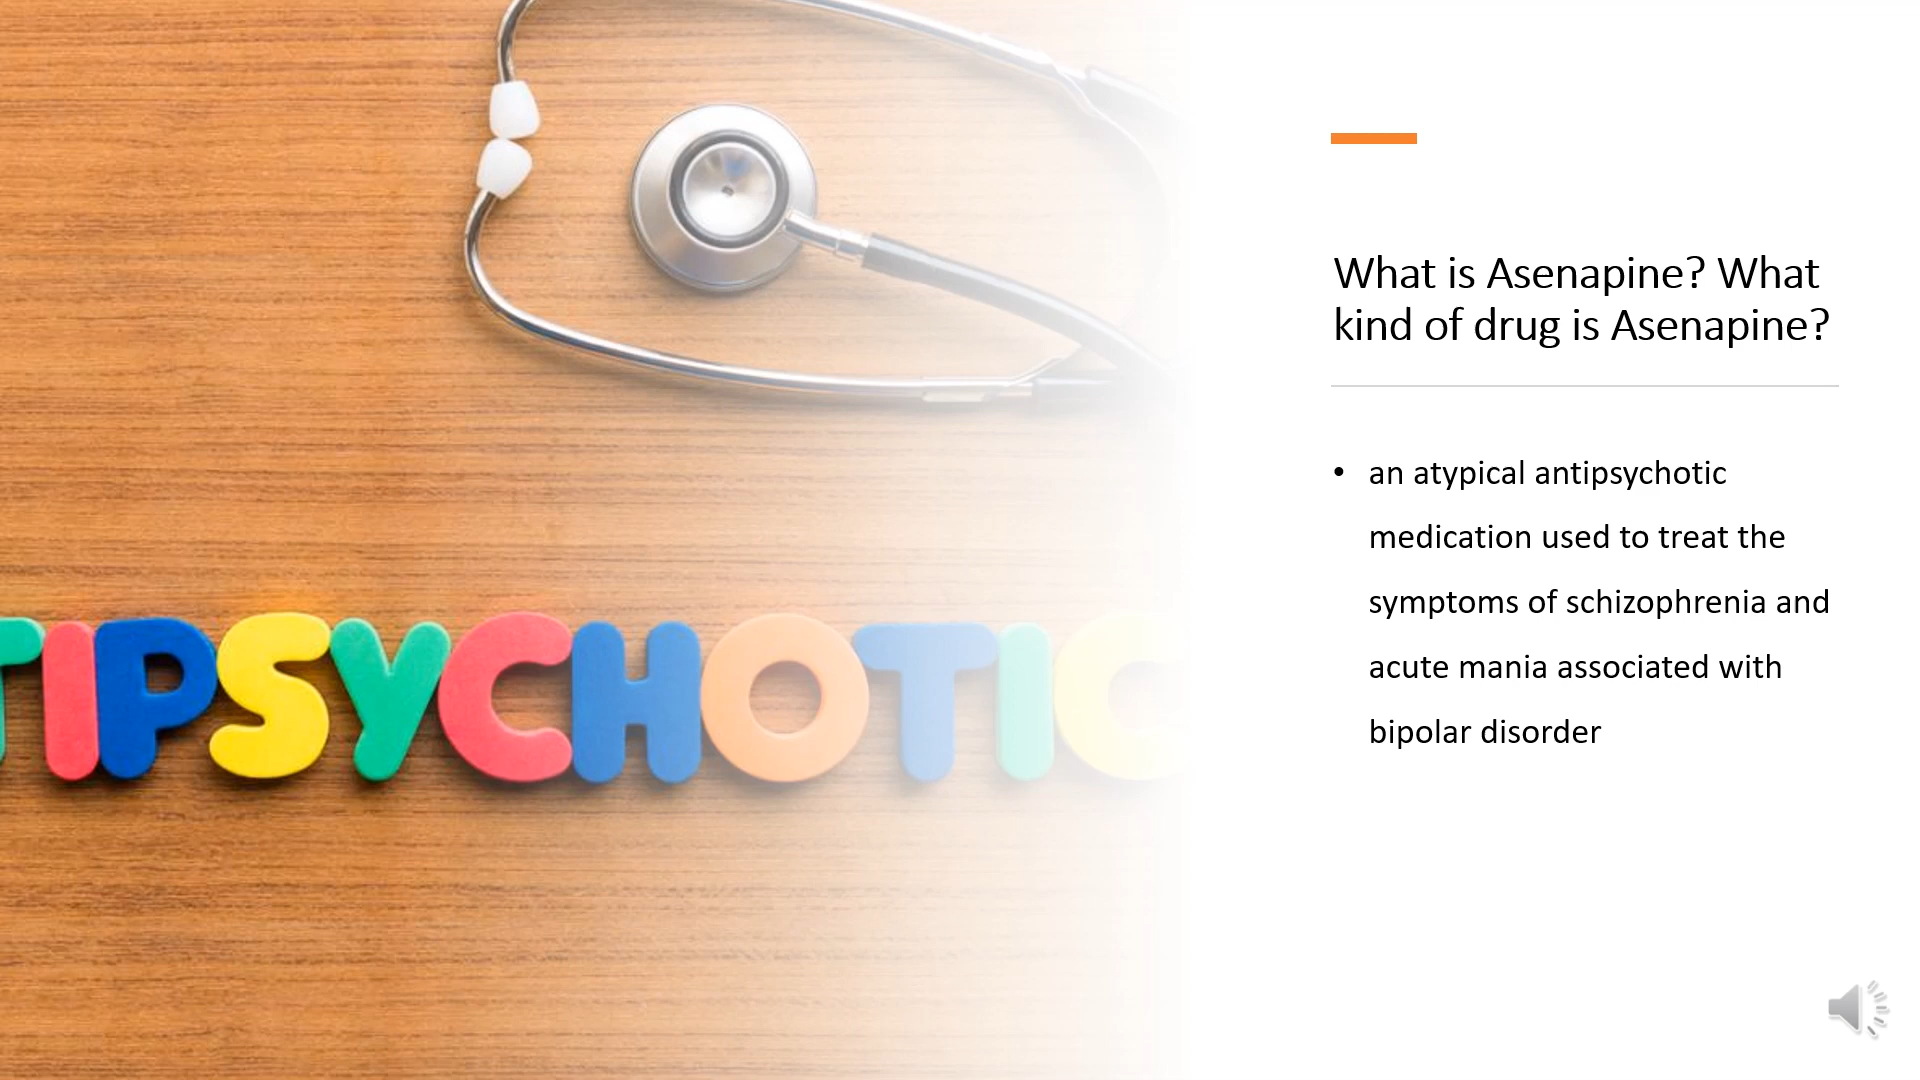 TIPSYCHOTIC
What is Asenapine? What
kind of drug is Asenapine?
• an atypical antipsychotic
medication used to treat the
symptoms of schizophrenia and
acute mania associated with
bipolar disorder